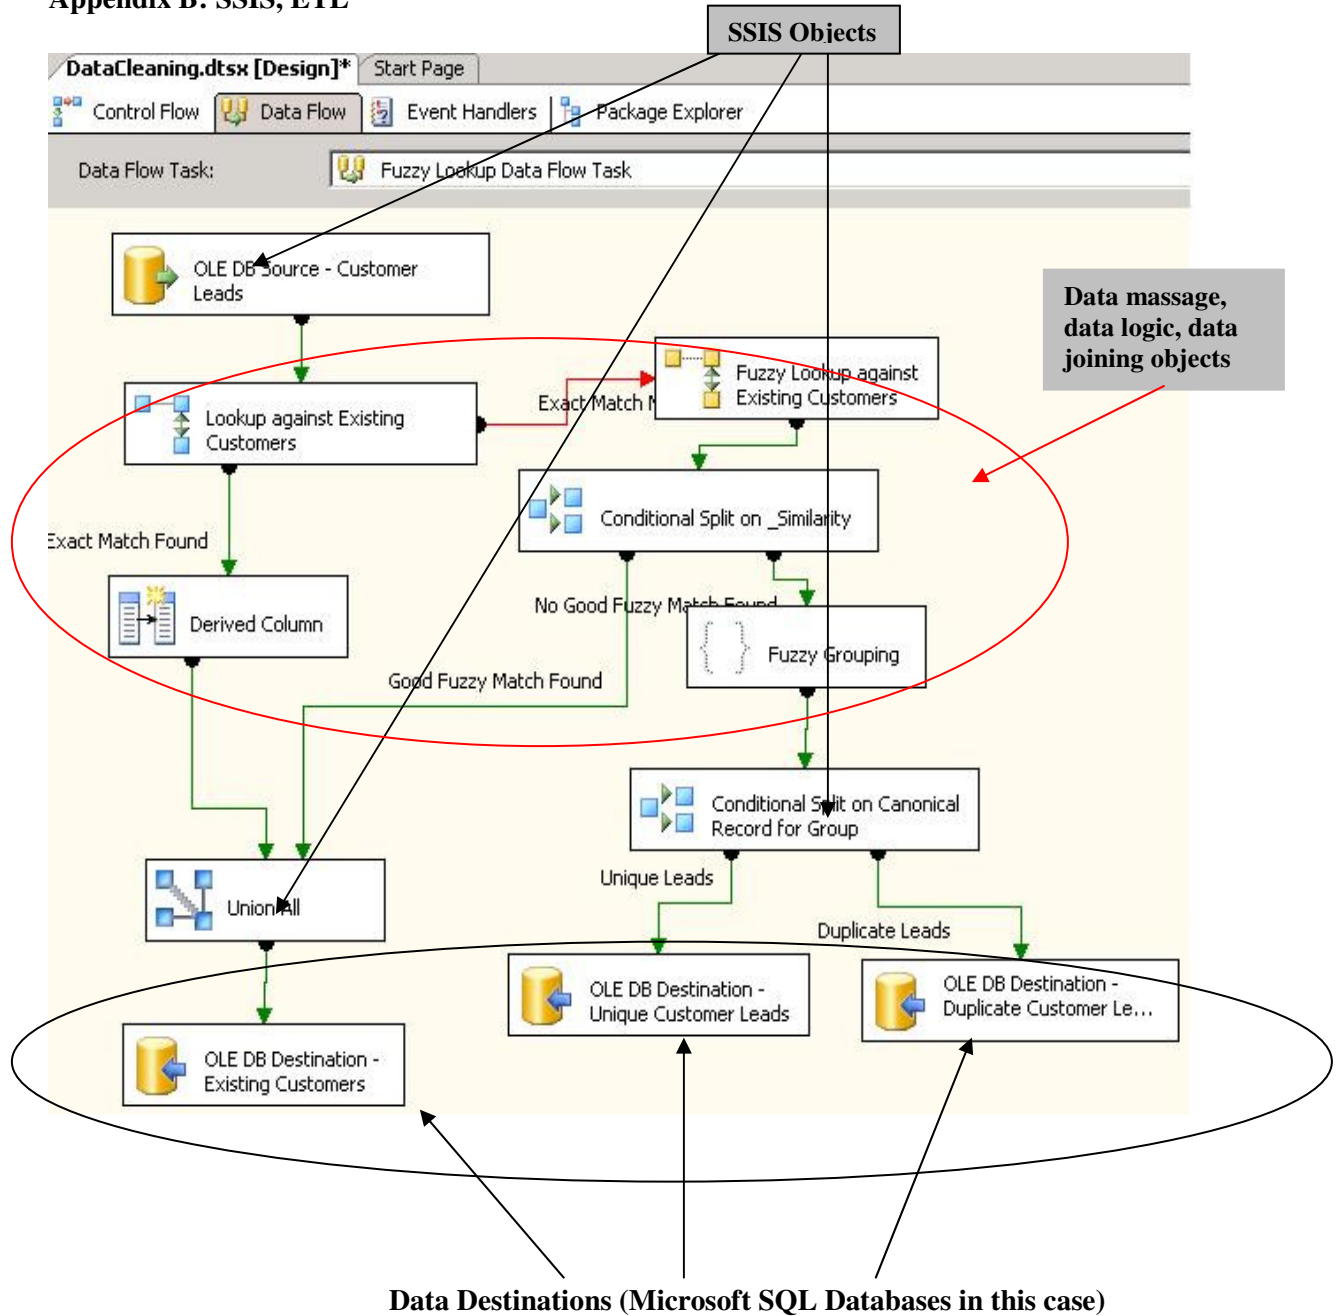 Appendix B: SSIS, ETL
SSIS Objects
DataCleaning.dtsx [Design]*
Start Page
Control Flow
Data Flow
Event Handlers
Package Explorer
Data Flow Task:
Fuzzy Lookup Data Flow Task
OLE DB Source - Customer
Leads
Data massage,
data logic, data
joining objects
Fuzzy Lookup against
Existing Customers
Exact Match
Lookup against Existing
Customers
Conditional Split on _Similarity
Exact Match Found
No Good Fuzzy Match Found
Derived Column
Fuzzy Grouping
Good Fuzzy Match Found
Conditional Split on Canonical
Record for Group
Unique Leads
Union All
Duplicate Leads
OLE DB Destination -
Unique Customer Leads
OLE DB Destination -
Duplicate Customer Le...
OLE DB Destination -
Existing Customers
Data Destinations (Microsoft SQL Databases in this case)